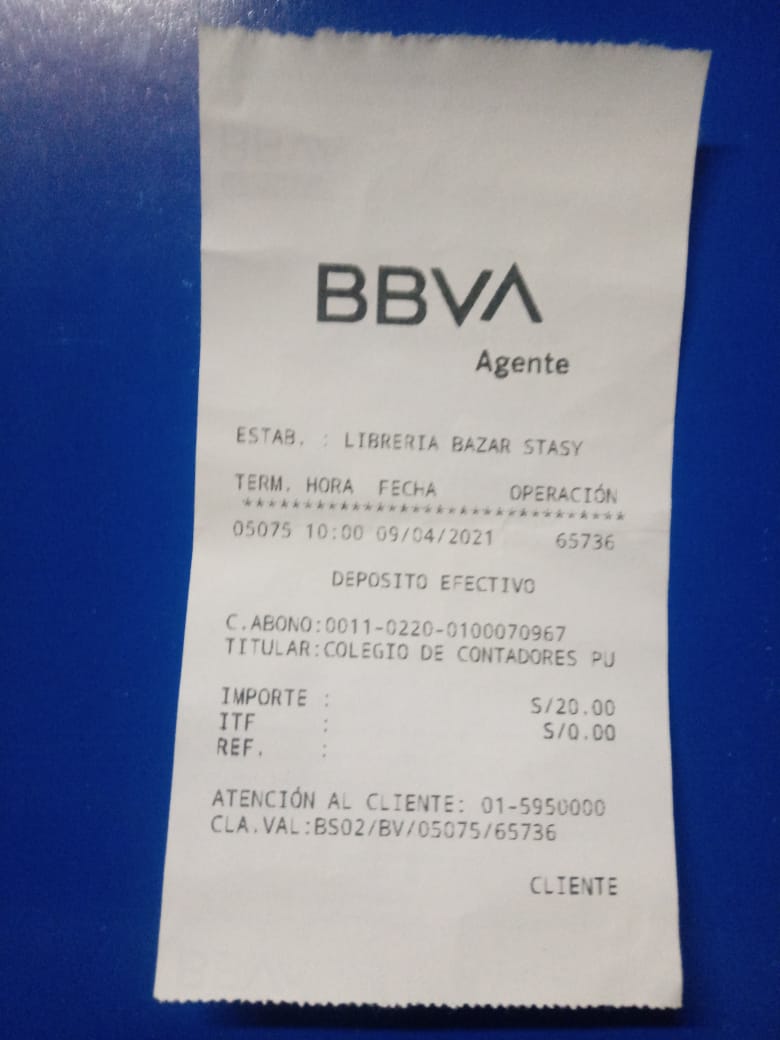 BBVA
Agente
ESTAB. : LIBRERIA BAZAR STASY
TERM. HORA FECHA OPERACIÓN
*******************************
05075 10:00 09/04/2021 65736
DEPOSITO EFECTIVO
C.ABONO:0011-0220-0100070967
TITULAR:COLEGIO DE CONTADORES PU
IMPORTE : S/20.00
ITF : S/0.00
REF. :
ATENCIÓN AL CLIENTE: 01-5950000
CLA.VAL:BS02/BV/05075/65736
CLIENTE